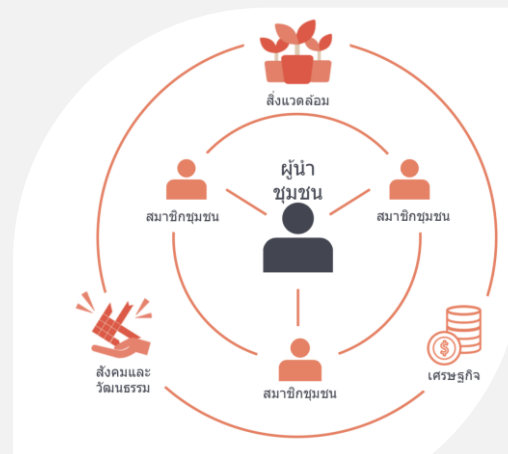 สิ่งแวดล้อม
ผู้นำ
ชุมชน
สมาชิกชุมชน
สมาชิกชุมชน
สังคมและ
วัฒนธรรม
สมาชิกชุมชน
เศรษฐกิจ
$